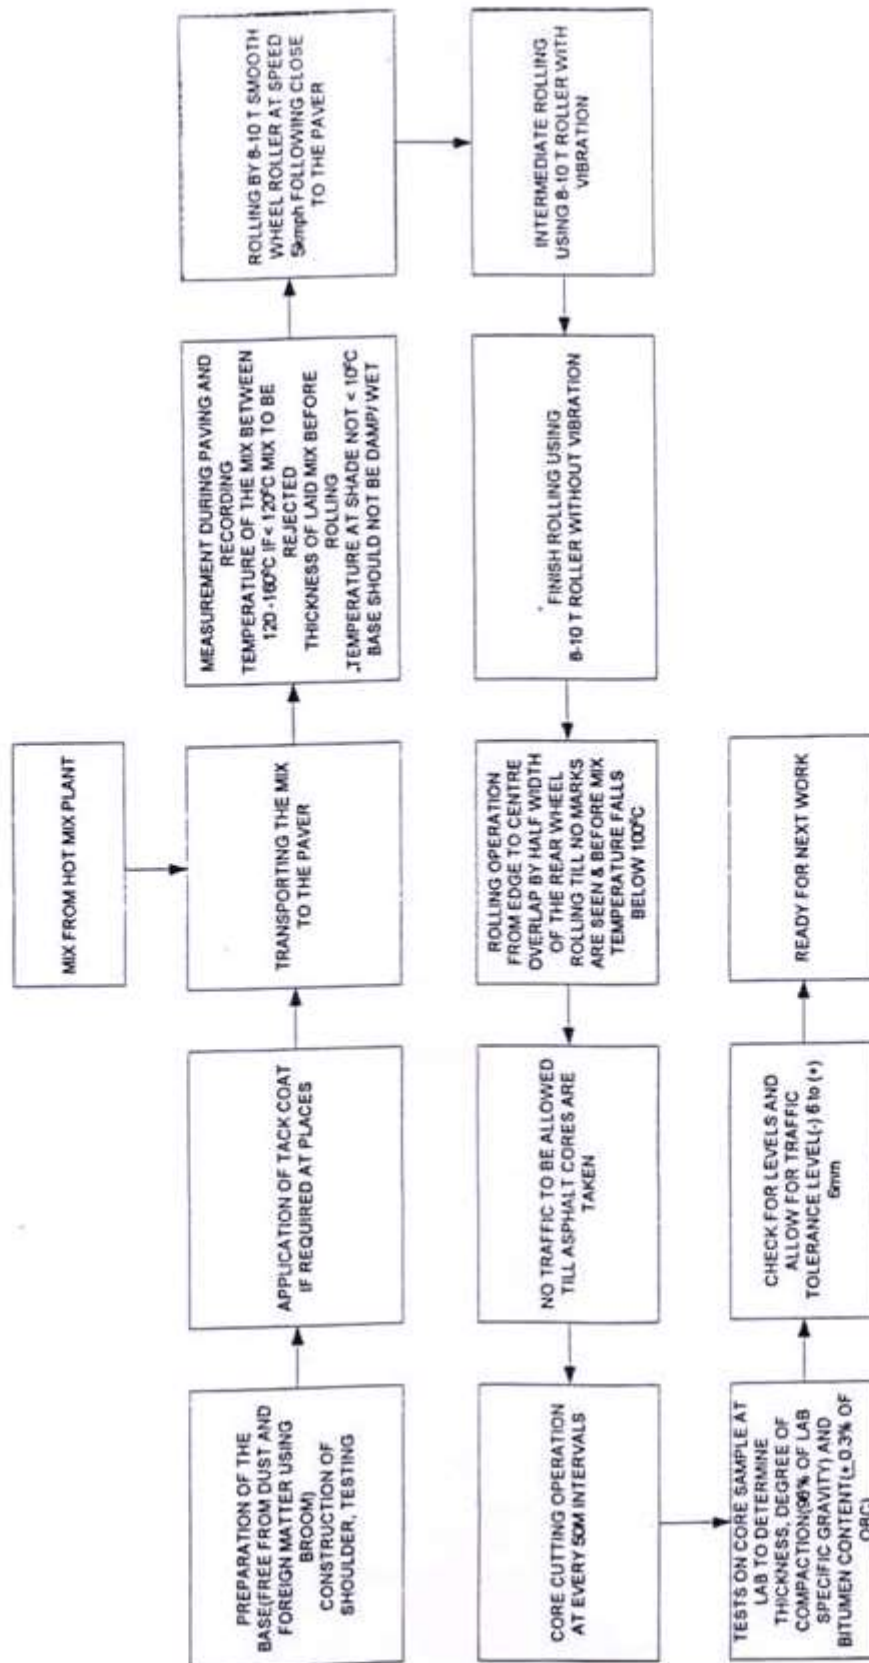 PREPARATION OF THE
BASE(FREE FROM DUST AND
FOREIGN MATTER USING
BROOM)
CONSTRUCTION OF
SHOULDER, TESTING
APPLICATION OF TACK COAT
IF REQUIRED AT PLACES
MIX FROM HOT MIX PLANT
TRANSPORTING THE MIX
TO THE PAVER
MEASUREMENT DURING PAVING AND
RECORDING
TEMPERATURE OF THE MIX BETWEEN
120 -160ºC IF< 120ºC MIX TO BE
REJECTED
THICKNESS OF LAID MIX BEFORE
ROLLING
.TEMPERATURE AT SHADE NOT < 10ºC
BASE SHOULD NOT BE DAMP/ WET
ROLLING BY 8-10 T SMOOTH
WHEEL ROLLER AT SPEED
5kmph FOLLOWING CLOSE
TO THE PAVER
INTERMEDIATE ROLLING
USING 8-10 T ROLLER WITH
VIBRATION
FINISH ROLLING USING
8-10 T ROLLER WITHOUT VIBRATION
ROLLING OPERATION
FROM EDGE TO CENTRE
OVERLAP BY HALF WIDTH
OF THE REAR WHEEL
ROLLING TILL NO MARKS
ARE SEEN & BEFORE MIX
TEMPERATURE FALLS
BELOW 100ºC
NO TRAFFIC TO BE ALLOWED
TILL ASPHALT CORES ARE
TAKEN
CORE CUTTING OPERATION
AT EVERY 50M INTERVALS
TESTS ON CORE SAMPLE AT
LAB TO DETERMINE
THICKNESS, DEGREE OF
COMPACTION(98% OF LAB
SPECIFIC GRAVITY) AND
BITUMEN CONTENT(± 0.3% OF
OBC)
CHECK FOR LEVELS AND
ALLOW FOR TRAFFIC
TOLERANCE LEVEL(-) 6 to (+)
6mm
READY FOR NEXT WORK